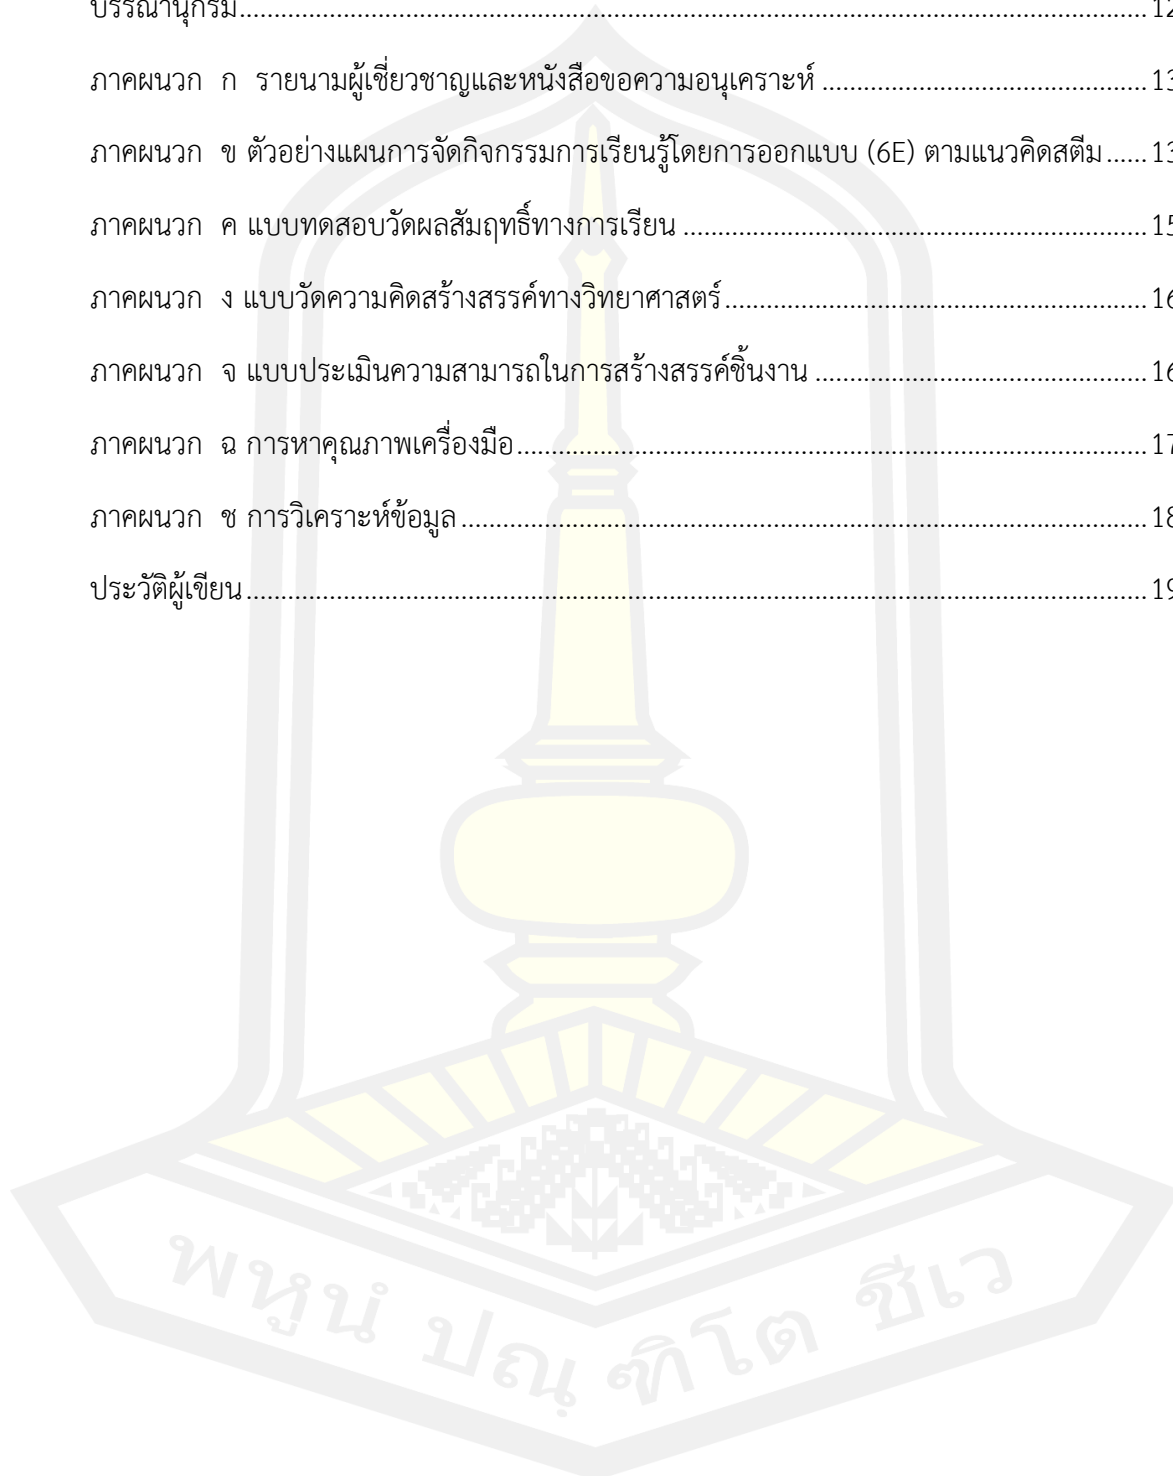 บรรณานุกรม.......... 12
ภาคผนวก ก รายนามผู้เชี่ยวชาญและหนังสือขอความอนุเคราะห์ .......... 13
ภาคผนวก ข ตัวอย่างแผนการจัดกิจกรรมการเรียนรู้โดยการออกแบบ (6E) ตามแนวคิดสตีม...... 13
ภาคผนวก ค แบบทดสอบวัดผลสัมฤทธิ์ทางการเรียน .......... 15
ภาคผนวก ง แบบวัดความคิดสร้างสรรค์ทางวิทยาศาสตร์.......... 16
ภาคผนวก จ แบบประเมินความสามารถในการสร้างสรรค์ชิ้นงาน .......... 16
ภาคผนวก ฉ การหาคุณภาพเครื่องมือ.......... 17
ภาคผนวก ช การวิเคราะห์ข้อมูล .......... 18
ประวัติผู้เขียน.......... 19
พหูนํ ปณฺฑิโต ชีเว